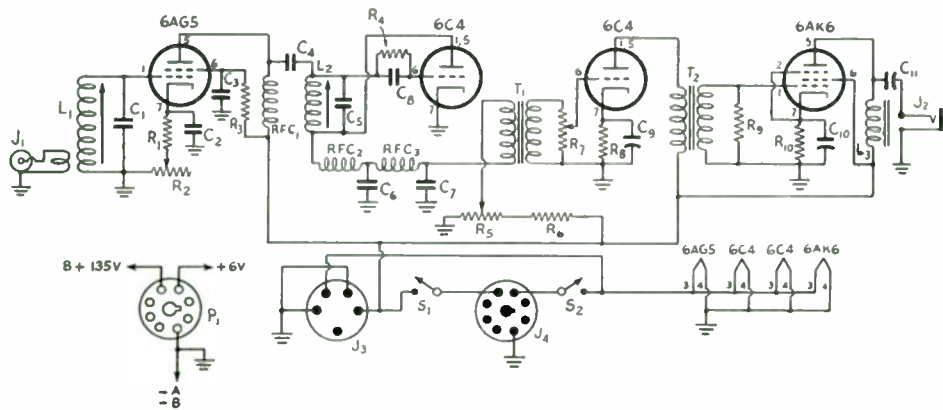 6AG5
6C4
6C4
6AK6
R4
C4
L2
C3
C8
C5
L1
C1
R1
C2
R2
R3
RFC1
RFC2
RFC3
C6
C7
T1
R7
R8
C9
T2
R9
R10
C10
C11
L3
J1
J2
R5
R6
1
5
6
7
1,5
6
7
6
1,5
7
2
1
5
6
7
B + 135V
+6V
P1
– A
– B
J3
S1
J4
S2
6AG5 6C4 6C4 6AK6
3 4 3 4 3 4 3 4